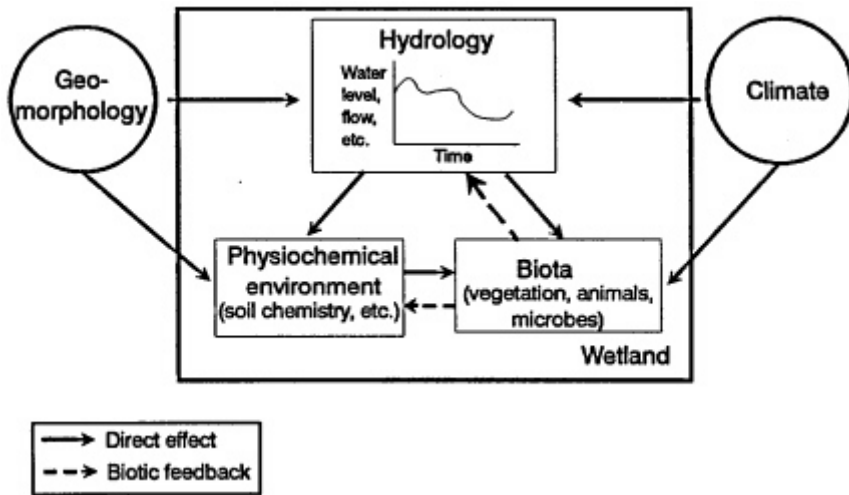 Hydrology
Water
level,
flow,
etc.
Time
Geo-
morphology
Climate
Physiochemical
environment
(soil chemistry, etc.)
Biota
(vegetation, animals,
microbes)
Wetland
Direct effect
Biotic feedback